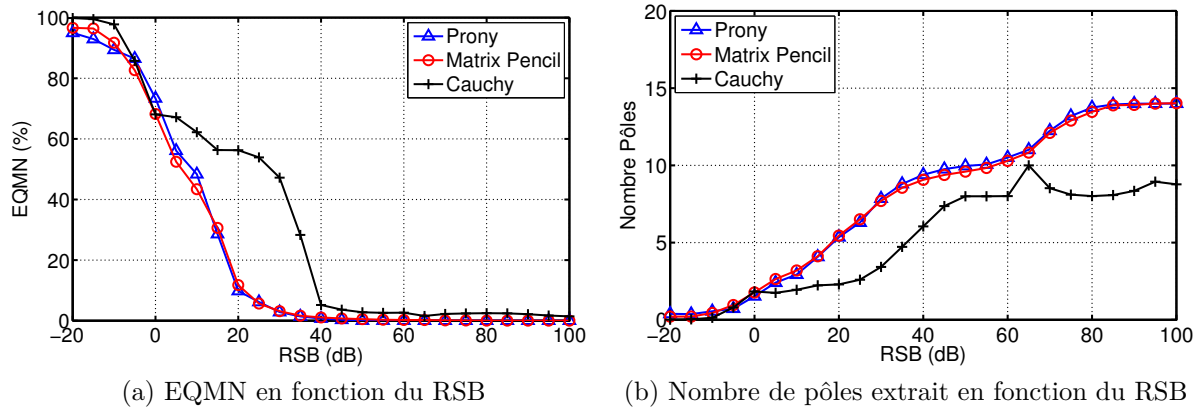 100
80
60
40
20
0
−20 0 20 40 60 80 100
EQMN (%)
RSB (dB)
Prony
Matrix Pencil
Cauchy
(a) EQMN en fonction du RSB
20
15
10
5
0
−20 0 20 40 60 80 100
Nombre Pôles
RSB (dB)
Prony
Matrix Pencil
Cauchy
(b) Nombre de pôles extrait en fonction du RSB